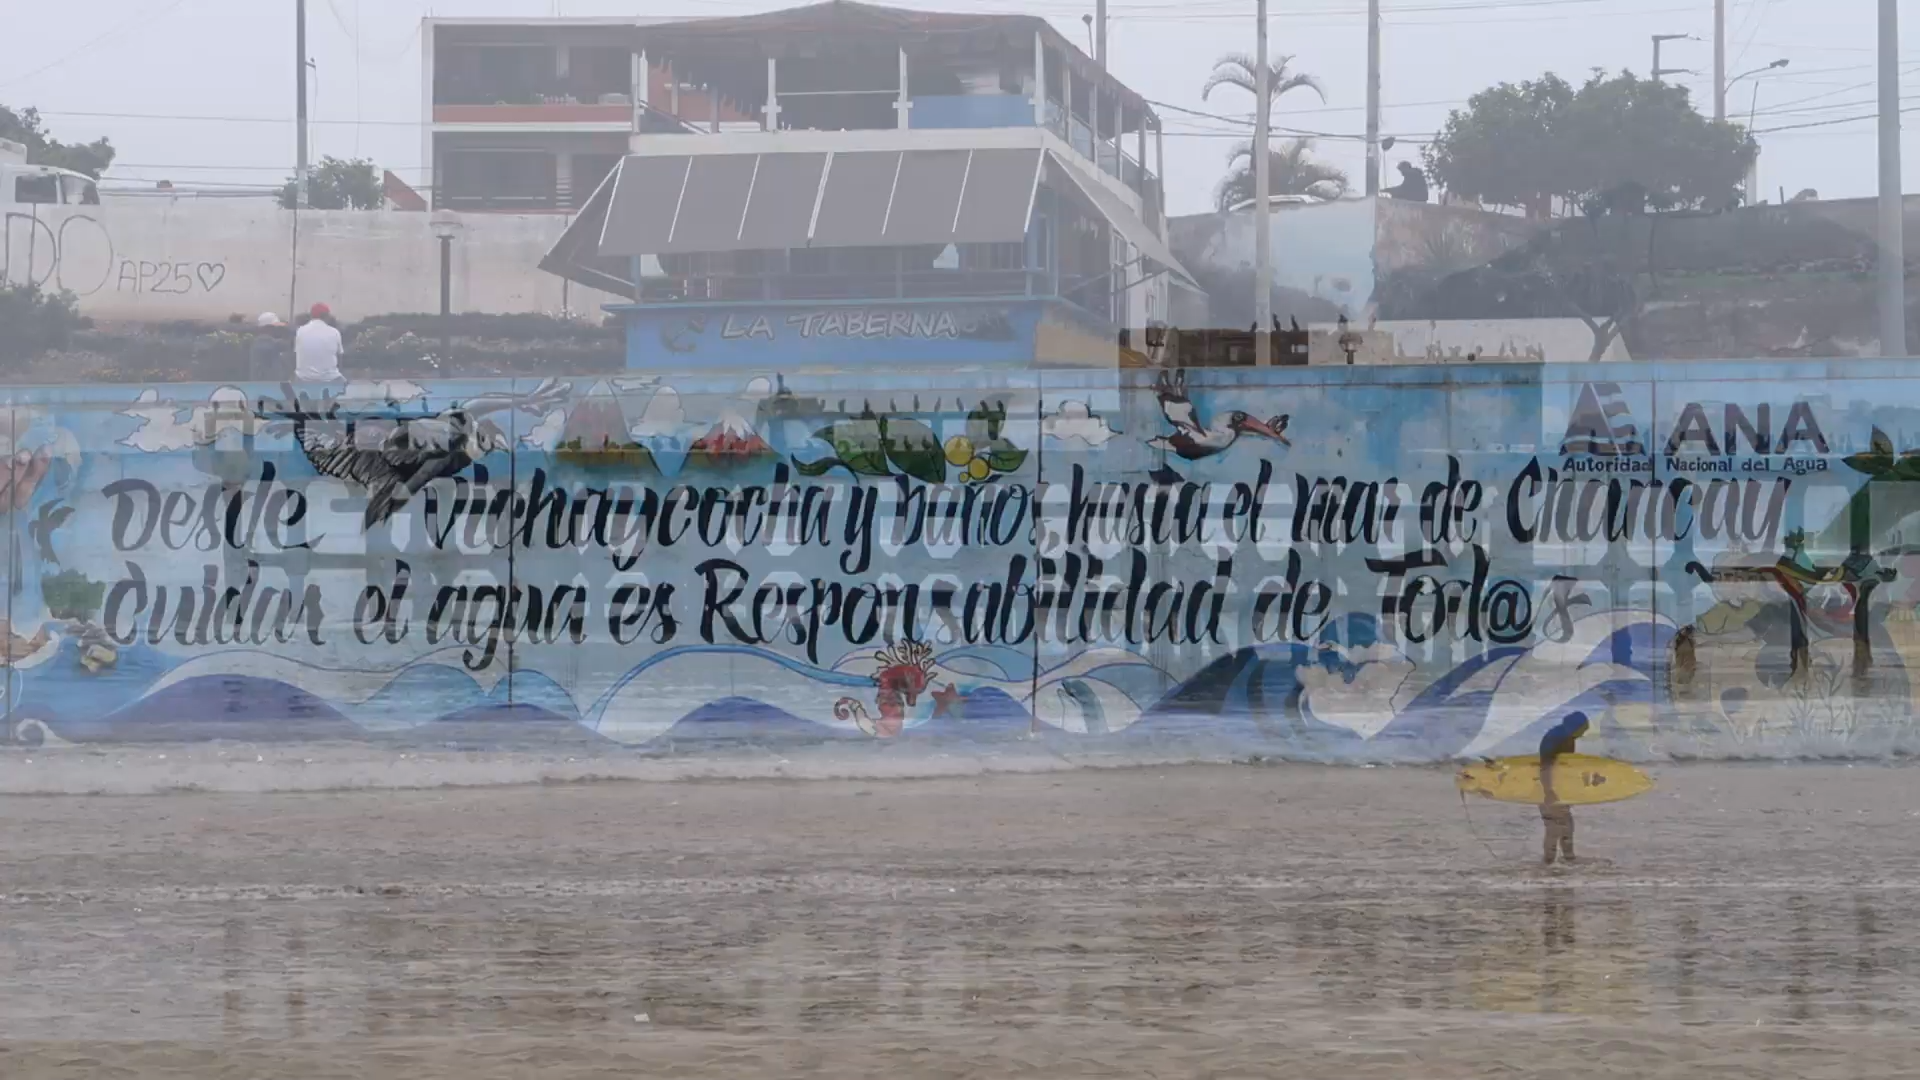 DO
AP25♡
LA TABERNA
ANA
Autoridad Nacional del Agua
Desde Vichaycocha y baños, hasta el mar de Chancay
Cuidar el agua es Responsabilidad de Tod@s